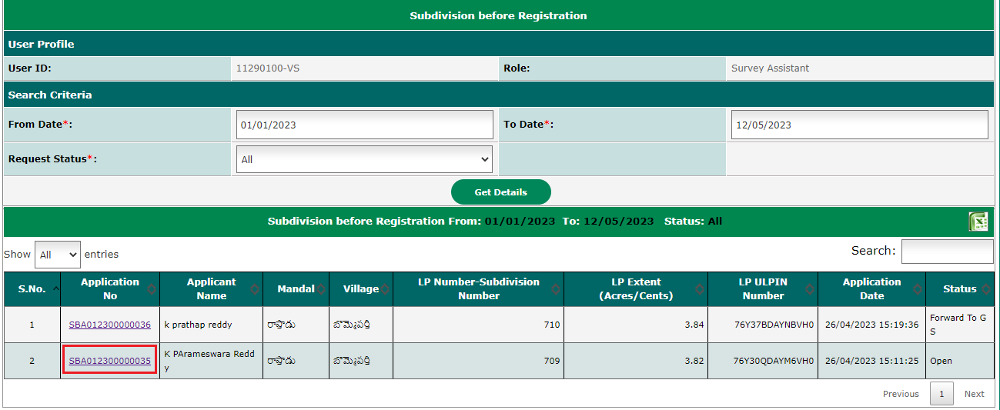 Subdivision before Registration
User Profile
User ID: 11290100-VS Role: Survey Assistant
Search Criteria
From Date*: 01/01/2023 To Date*: 12/05/2023
Request Status*: All
Get Details
Subdivision before Registration From: 01/01/2023 To: 12/05/2023 Status: All
Show All entries Search:
S.No. Application No Applicant Name Mandal Village LP Number-Subdivision Number LP Extent (Acres/Cents) LP ULPIN Number Application Date Status
1 SBA012300000036 k prathap reddy రాప్తాడు బొమ్మెపర్తి 710 3.84 76Y37BDAYNBVH0 26/04/2023 15:19:36 Forward To G
S
2 SBA012300000035 K PArameswara Redd
y రాప్తాడు బొమ్మెపర్తి 709 3.82 76Y30QDAYM6VH0 26/04/2023 15:11:25 Open
Previous 1 Next